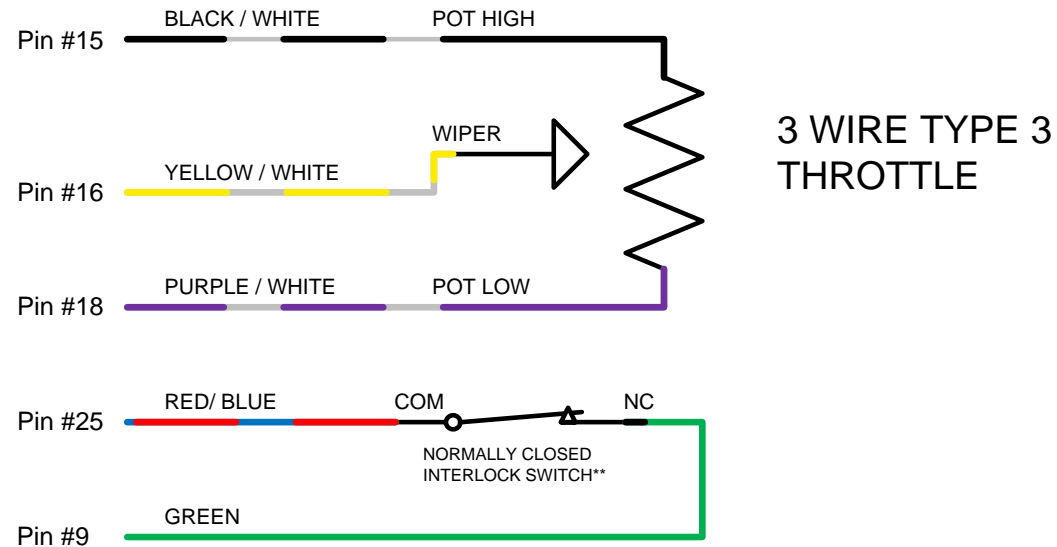 BLACK / WHITE
POT HIGH
Pin #15
3 WIRE TYPE 3
THROTTLE
WIPER
YELLOW / WHITE
Pin #16
PURPLE / WHITE
POT LOW
Pin #18
RED/ BLUE
COM
NC
Pin #25
NORMALLY CLOSED
INTERLOCK SWITCH**
GREEN
Pin #9